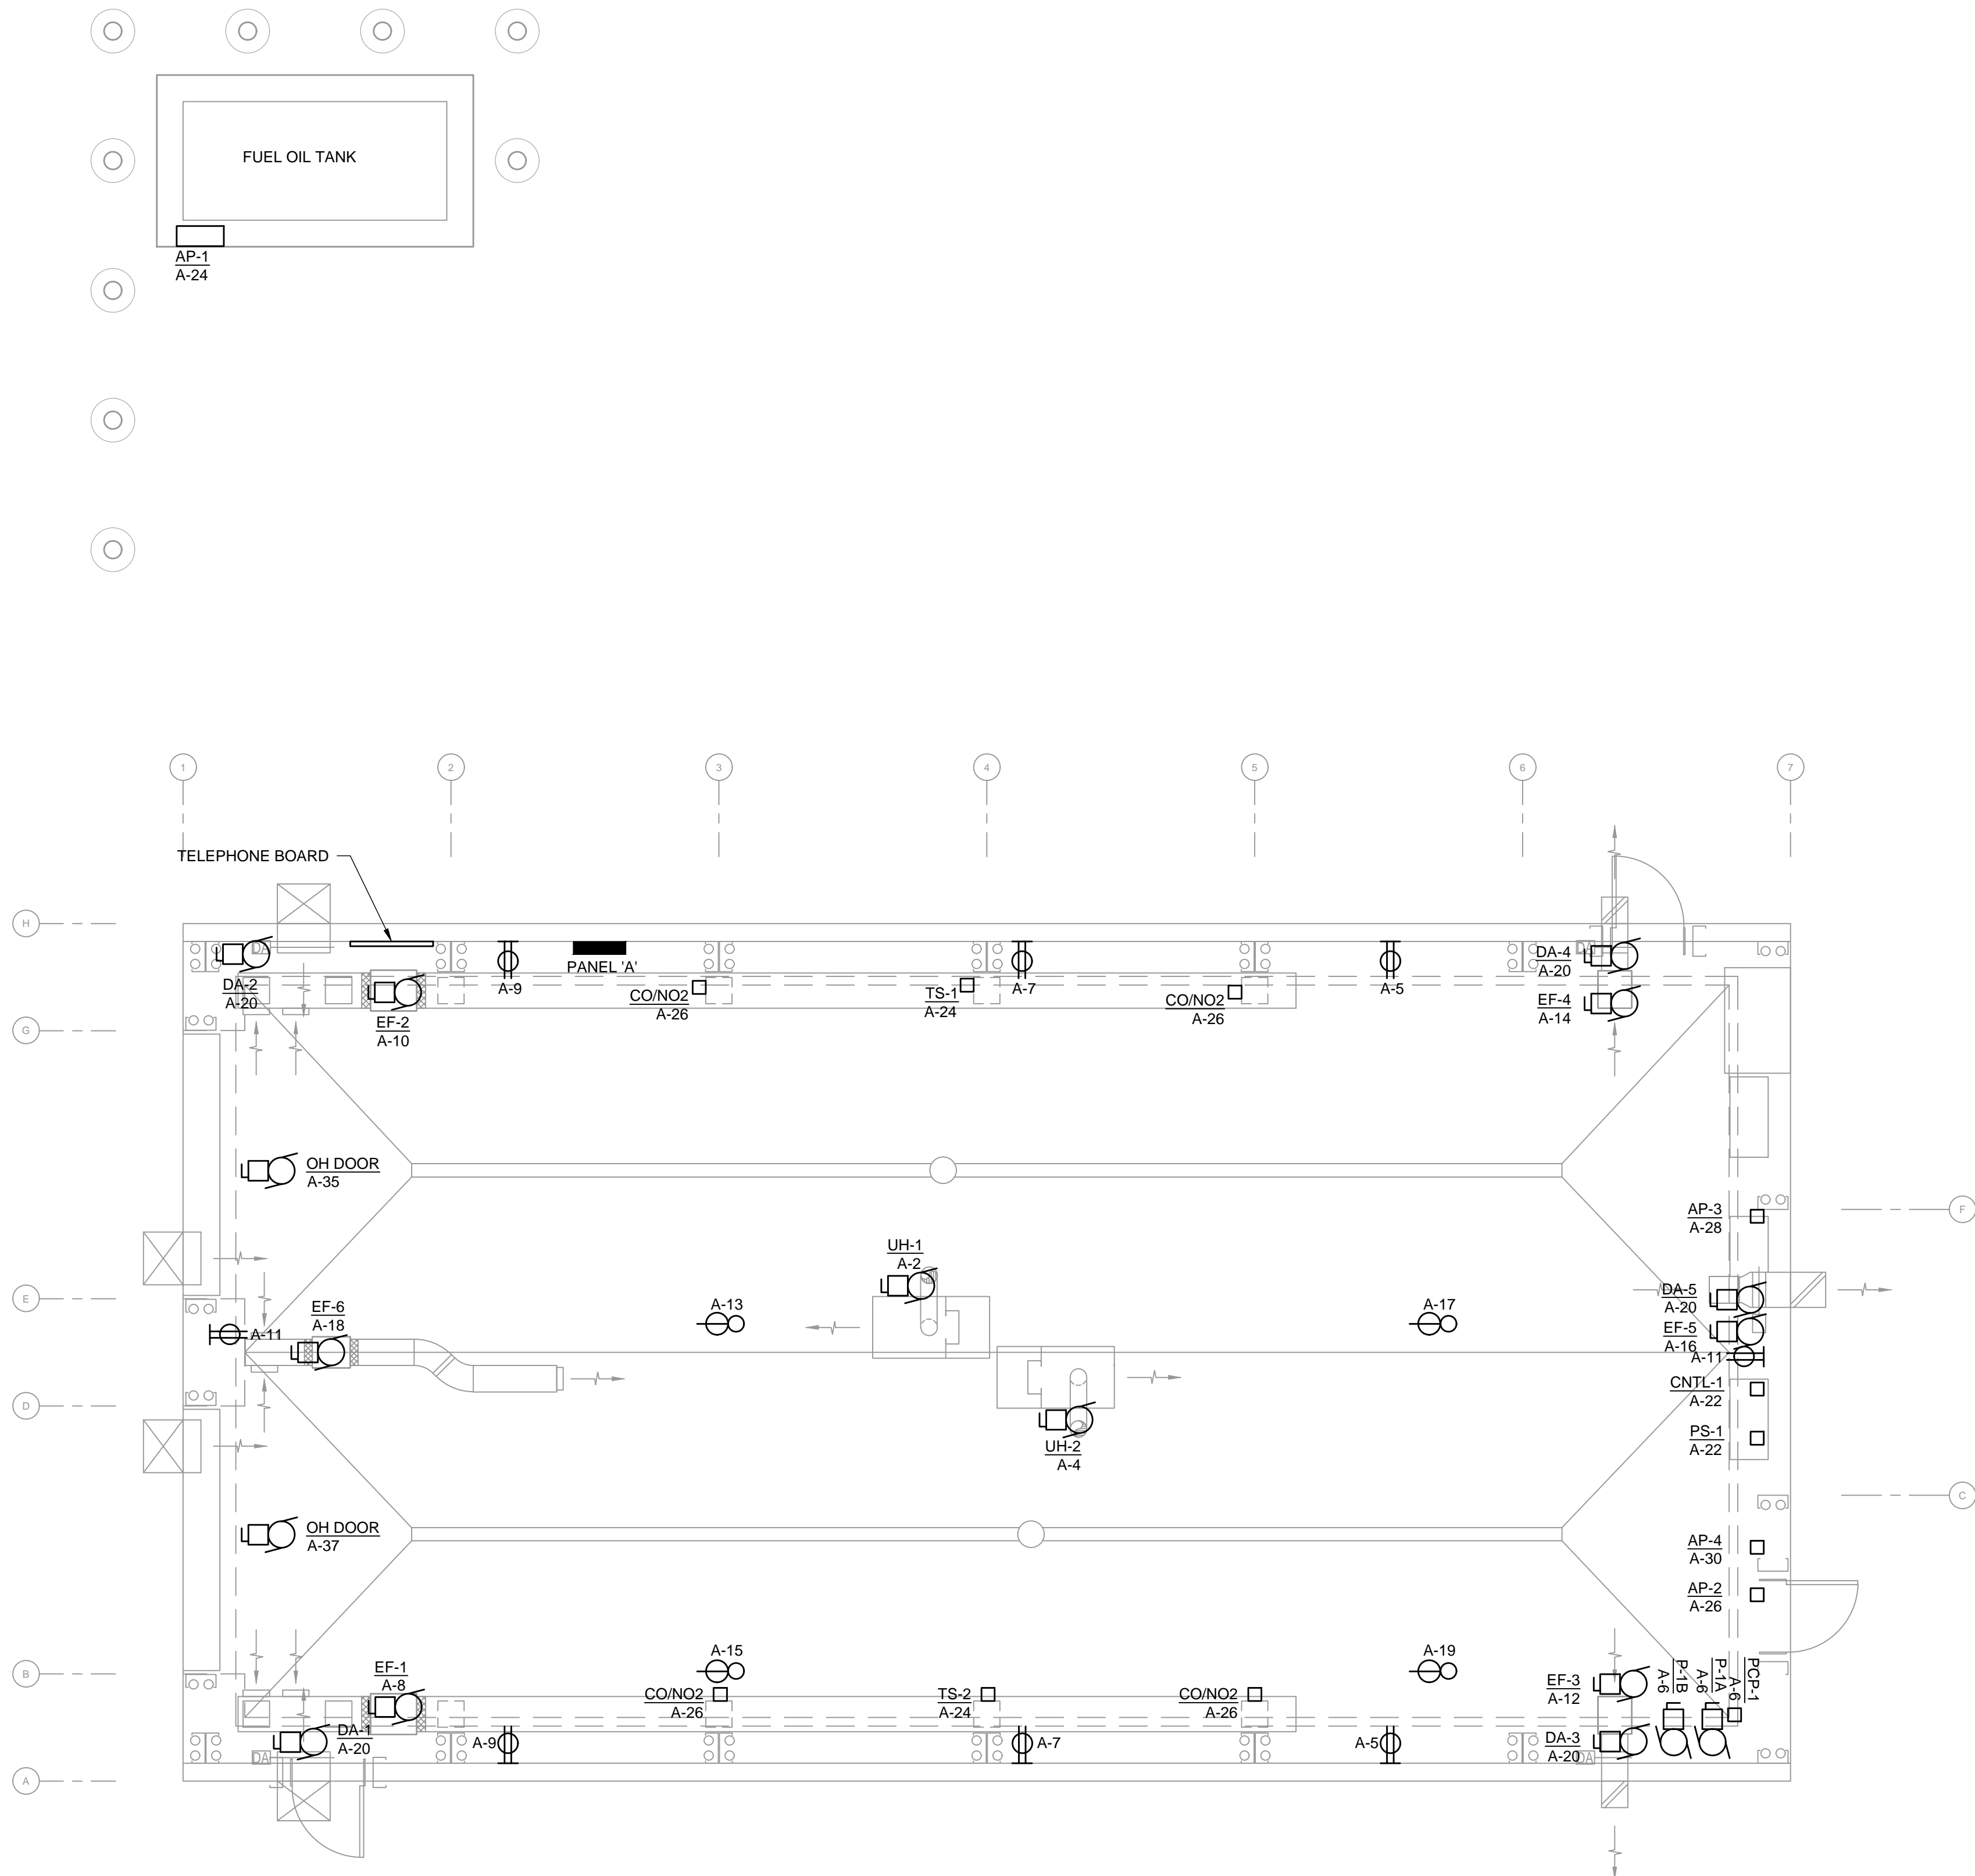 FUEL OIL TANK
AP-1
A-24
1
2
3
4
5
6
7
TELEPHONE BOARD
H
DA
DA-2
A-20
EF-2
A-10
A-9
PANEL 'A'
CO/NO2
A-26
TS-1
A-24
A-7
CO/NO2
A-26
A-5
DA
DA-4
A-20
EF-4
A-14
G
OH DOOR
A-35
AP-3
A-28
F
UH-1
A-2
E
A-11
EF-6
A-18
A-13
A-17
DA-5
A-20
EF-5
A-16
A-11
CNTL-1
A-22
D
PS-1
A-22
UH-2
A-4
C
OH DOOR
A-37
AP-4
A-30
AP-2
A-26
B
EF-1
A-8
A-15
A-19
CO/NO2
A-26
TS-2
A-24
CO/NO2
A-26
EF-3
A-12
P-1B
A-6
P-1A
A-6
PCP-1
A-6
DA-1
A-20
DA
A-9
A-7
A-5
DA-3
A-20
DA
A